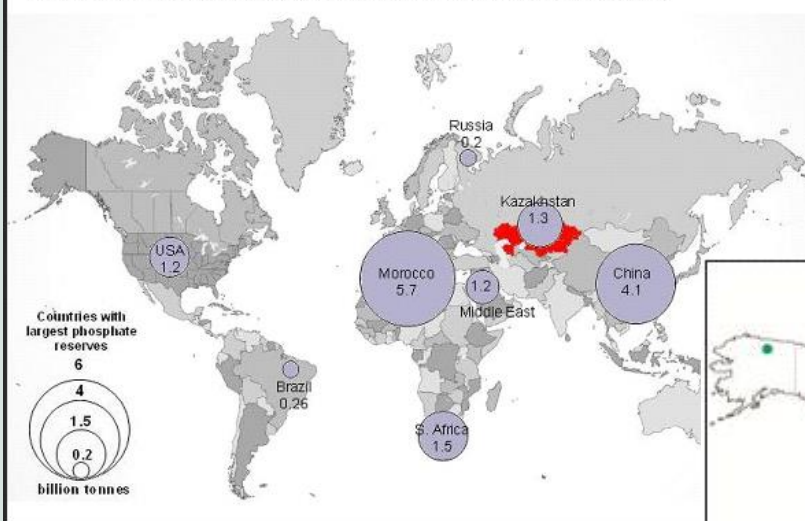 Russia
0.2
Kazakhstan
1.3
USA
1.2
Morocco
5.7
1.2
Middle East
China
4.1
Brazil
0.26
S. Africa
1.5
Countries with
largest phosphate
reserves
6
4
1.5
0.2
billion tonnes